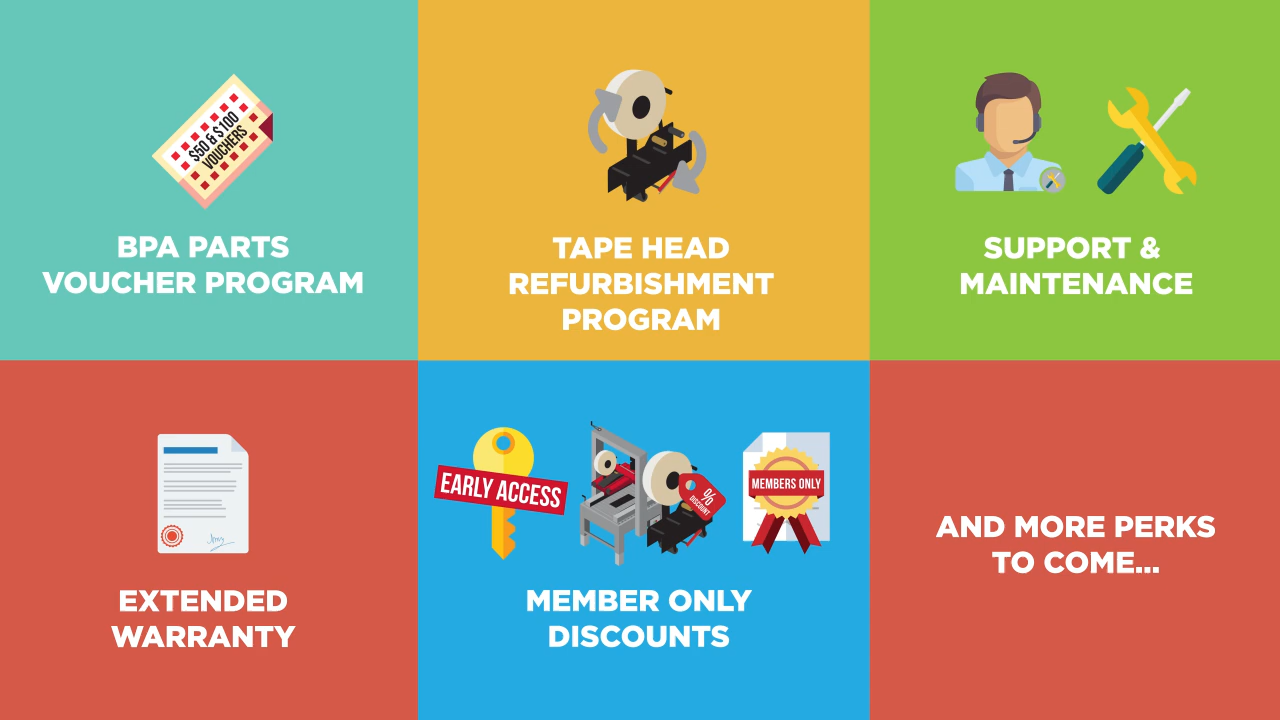 $50 & $100
VOUCHERS
BPA PARTS
VOUCHER PROGRAM
TAPE HEAD
REFURBISHMENT
PROGRAM
SUPPORT &
MAINTENANCE
EXTENDED
WARRANTY
EARLY ACCESS
%
DISCOUNT
MEMBERS ONLY
MEMBER ONLY
DISCOUNTS
AND MORE PERKS
TO COME...